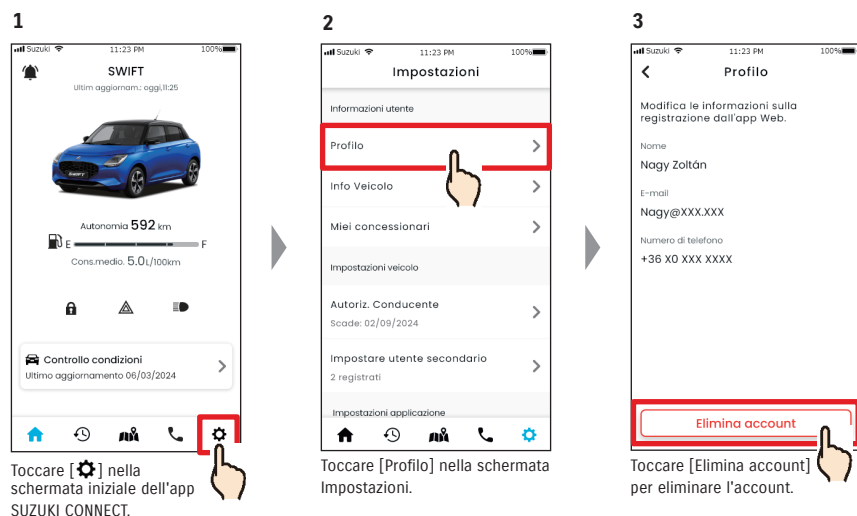 1
Suzuki 11:23 PM 100%
SWIFT
Ultim aggiornam.: oggi,11:25
SWIFT
Autonomia 592 km
E F
Cons.medio. 5.0L/100km
Controllo condizioni
Ultimo aggiornamento 06/03/2024
Toccare [ ] nella
schermata iniziale dell'app
SUZUKI CONNECT.
2
Suzuki 11:23 PM 100%
Impostazioni
Informazioni utente
Profilo
Info Veicolo
Miei concessionari
Impostazioni veicolo
Autoriz. Conducente
Scade: 02/09/2024
Impostare utente secondario
2 registrati
Impostazioni applicazione
Toccare [Profilo] nella schermata
Impostazioni.
3
Suzuki 11:23 PM 100%
Profilo
Modifica le informazioni sulla
registrazione dall'app Web.
Nome
Nagy Zoltán
E-mail
Nagy@XXX.XXX
Numero di telefono
+36 X0 XXX XXXX
Elimina account
Toccare [Elimina account]
per eliminare l'account.